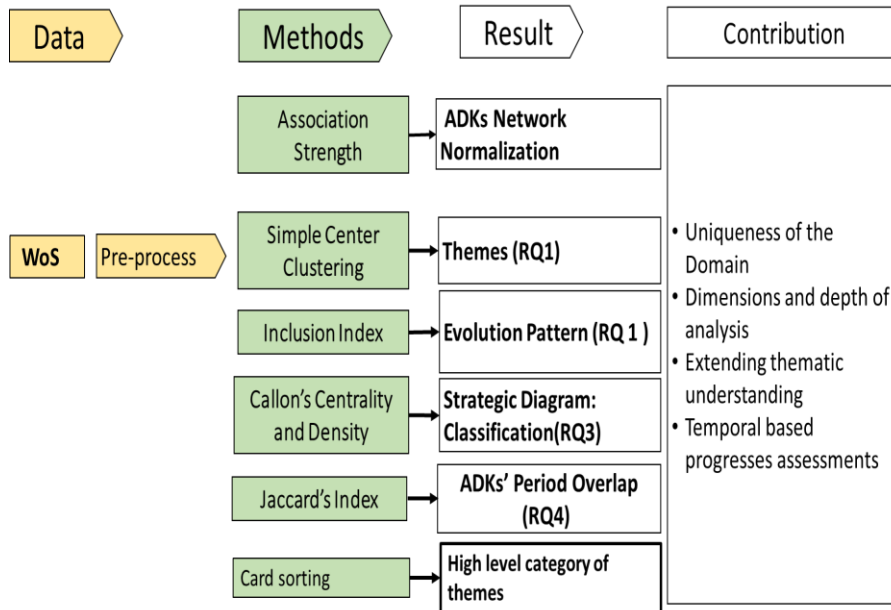 Data
Methods
Result
Contribution
Association
Strength
ADKs Network
Normalization
WoS
Pre-process
Simple Center
Clustering
Themes (RQ1)
Inclusion Index
Evolution Pattern (RQ 1 )
Callon's Centrality
and Density
Strategic Diagram:
Classification(RQ3)
Jaccard's Index
ADKs' Period Overlap
(RQ4)
Card sorting
High level category of
themes
• Uniqueness of the
Domain
• Dimensions and depth of
analysis
• Extending thematic
understanding
• Temporal based
progresses assessments